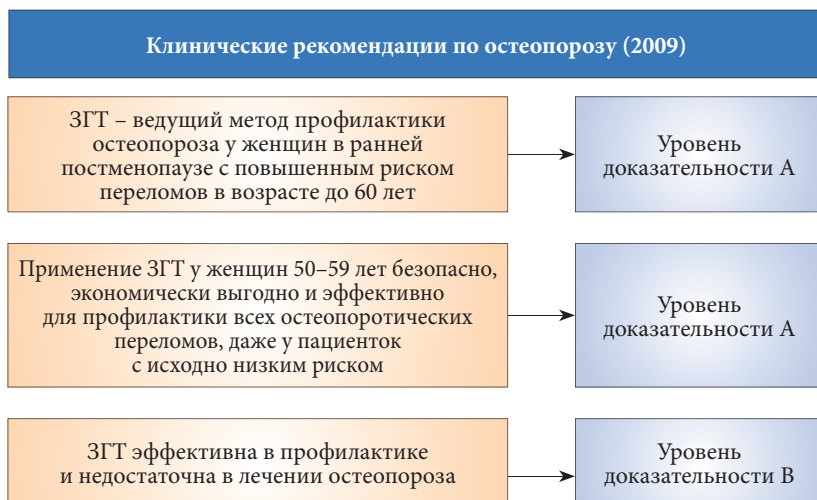 Клинические рекомендации по остеопорозу (2009)
ЗГТ – ведущий метод профилактики
остеопороза у женщин в ранней
постменопаузе с повышенным риском
переломов в возрасте до 60 лет
Уровень
доказательности А
Применение ЗГТ у женщин 50–59 лет безопасно,
экономически выгодно и эффективно
для профилактики всех остеопоротических
переломов, даже у пациенток
с исходно низким риском
Уровень
доказательности А
ЗГТ эффективна в профилактике
и недостаточна в лечении остеопороза
Уровень
доказательности В